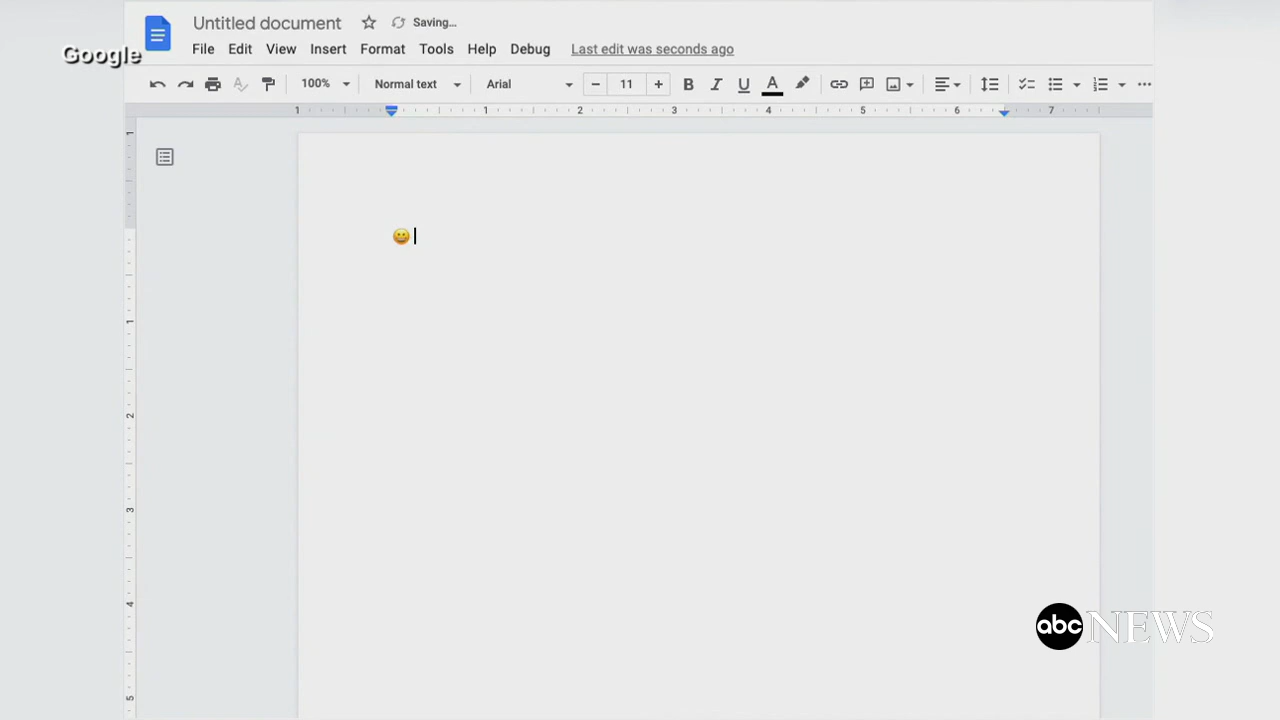 Untitled document Saving...
Google
File Edit View Insert Format Tools Help Debug Last edit was seconds ago
100% Normal text Arial 11 B I U A
1 1 2 3 4 5 6 7
1
😀
1
2
3
4
abc NEWS
5